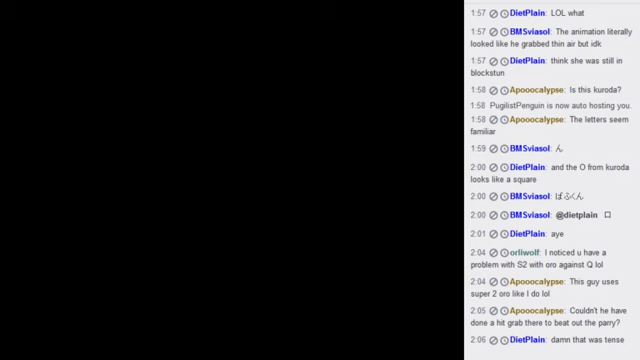 1:57 DietPlain: LOL what
1:57 BMSviasol: The animation literally
looked like he grabbed thin air but idk
1:57 DietPlain: think she was still in
blockstun
1:58 Apooocalypse: Is this kuroda?
1:58 PugilistPenguin is now auto hosting you.
1:58 Apooocalypse: The letters seem
familiar
1:59 BMSviasol: ん
2:00 DietPlain: and the O from kuroda
looks like a square
2:00 BMSviasol: ぱぶくん
2:00 BMSviasol: @dietplain ロ
2:01 DietPlain: aye
2:04 orliwolf: I noticed u have a
problem with S2 with oro against Q lol
2:04 Apooocalypse: This guy uses
super 2 oro like I do lol
2:05 Apooocalypse: Couldn't he have
done a hit grab there to beat out the parry?
2:06 DietPlain: damn that was tense